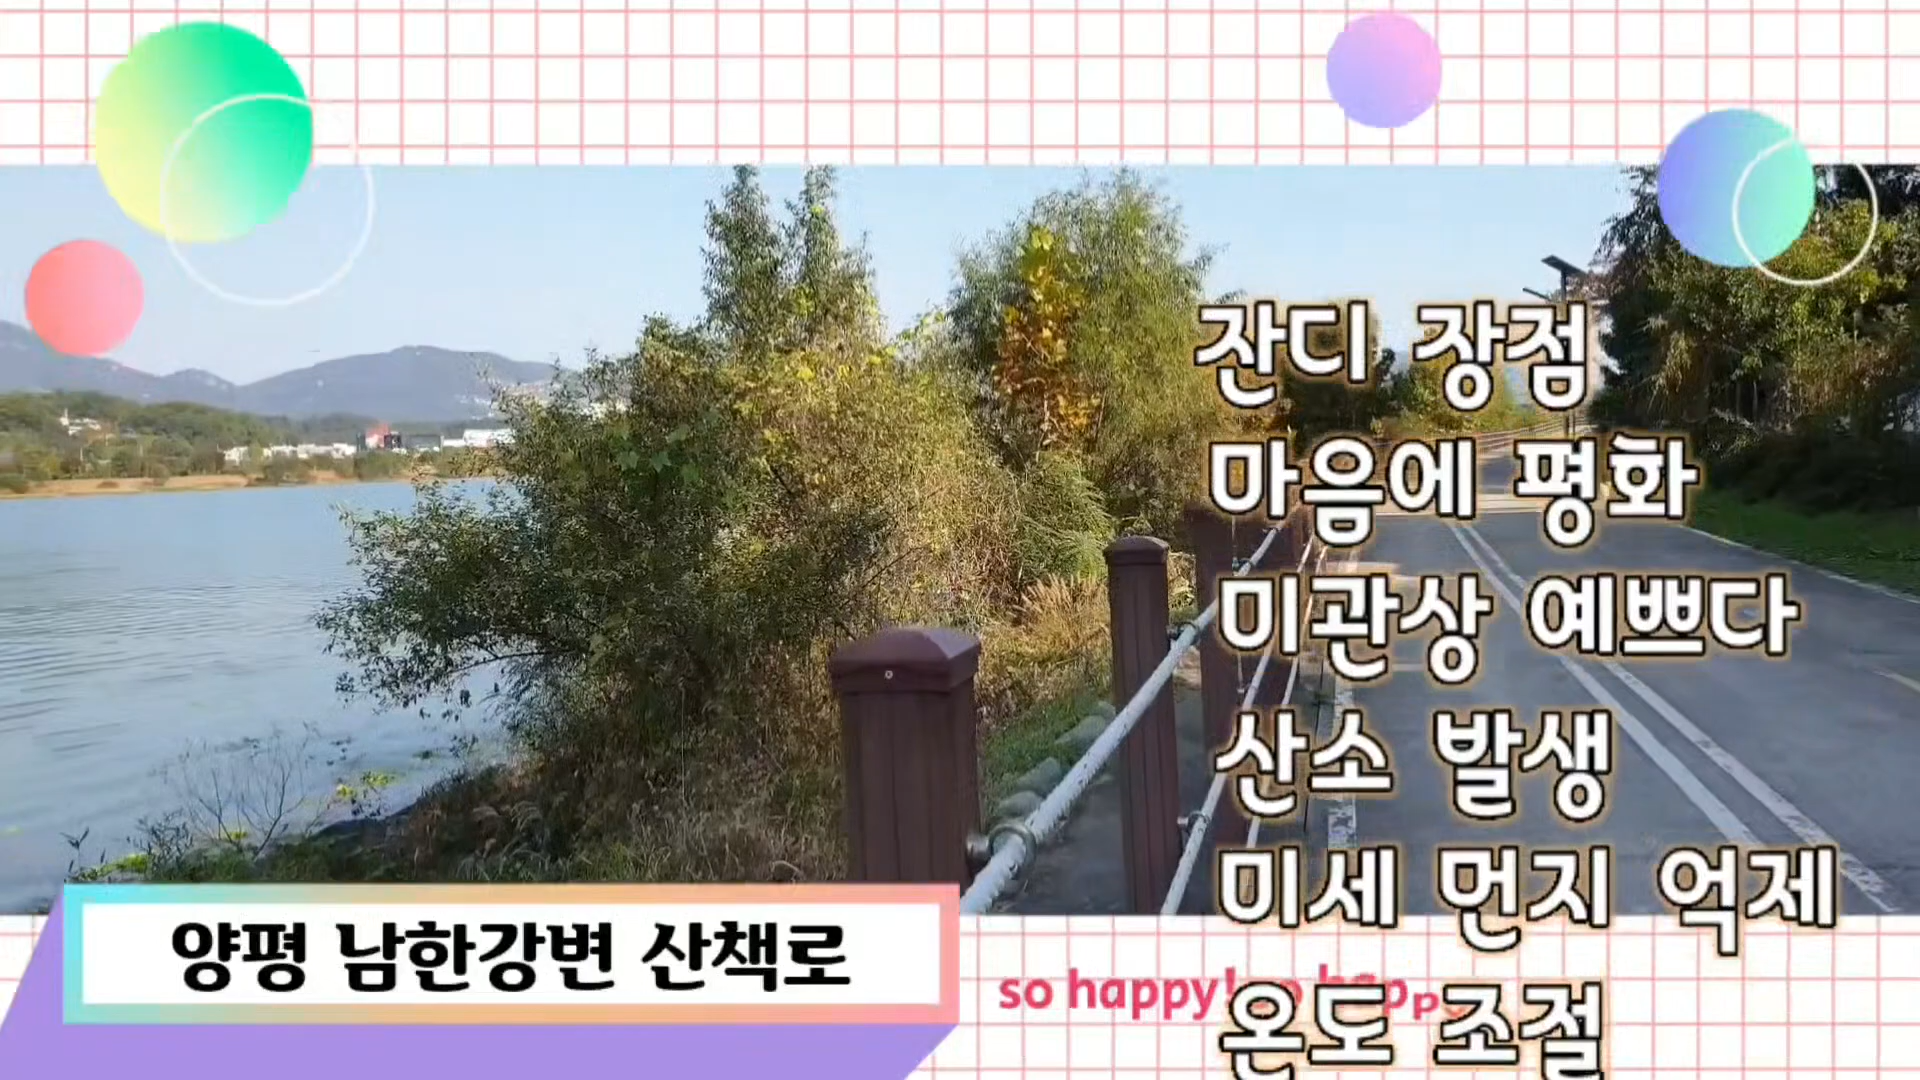 잔디 장점
마음에 평화
미관상 예쁘다
산소 발생
미세 먼지 억제
온도 조절
양평 남한강변 산책로
so happy!